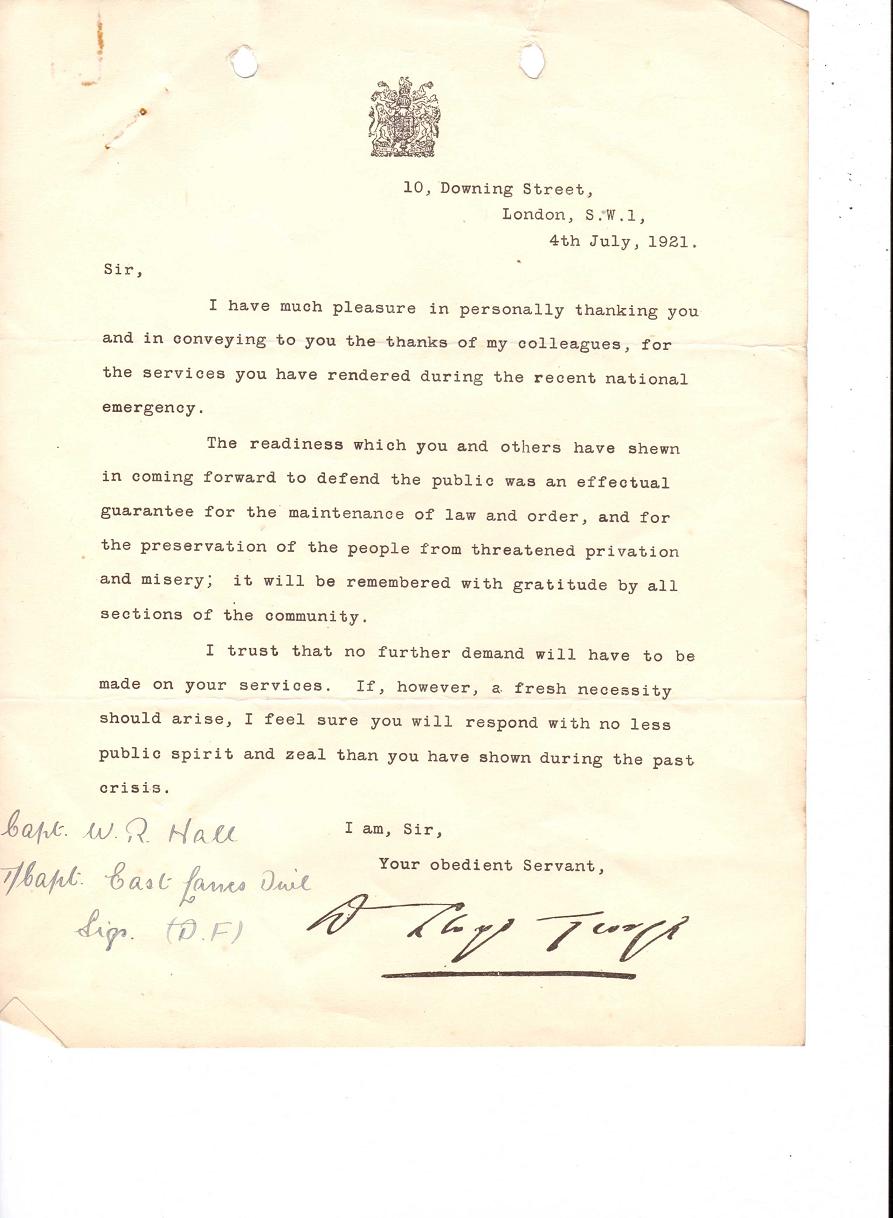 10, Downing Street,
London, S.W.1,
4th July, 1921.
Sir,
I have much pleasure in personally thanking you
and in conveying to you the thanks of my colleagues, for
the services you have rendered during the recent national
emergency.
The readiness which you and others have shewn
in coming forward to defend the public was an effectual
guarantee for the maintenance of law and order, and for
the preservation of the people from threatened privation
and misery; it will be remembered with gratitude by all
sections of the community.
I trust that no further demand will have to be
made on your services. If, however, a fresh necessity
should arise, I feel sure you will respond with no less
public spirit and zeal than you have shown during the past
crisis.
I am, Sir,
Your obedient Servant,
D Lloyd George
Capt. W. R. Hall
T/Capt. East Lancs Divl
Sigs. (D.F)